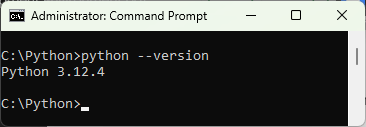 Administrator: Command Prompt
C:\Python>python --version
Python 3.12.4
C:\Python>